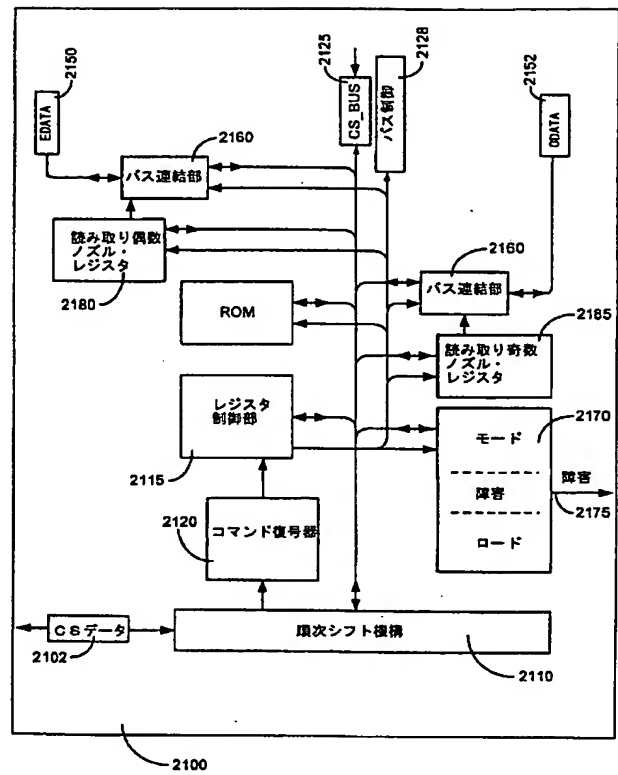 2150
EDATA
2160
バス連結部
読み取り偶数
ノズル・
レジスタ
2180
2125
CS_BUS
2128
バス制御
2152
ODATA
2160
バス連結部
2185
読み取り奇数
ノズル・
レジスタ
ROM
レジスタ
制御部
2115
2170
モード
障害
ロード
障害
2175
2120
コマンド復号器
CSデータ
2102
順次シフト機構
2110
2100